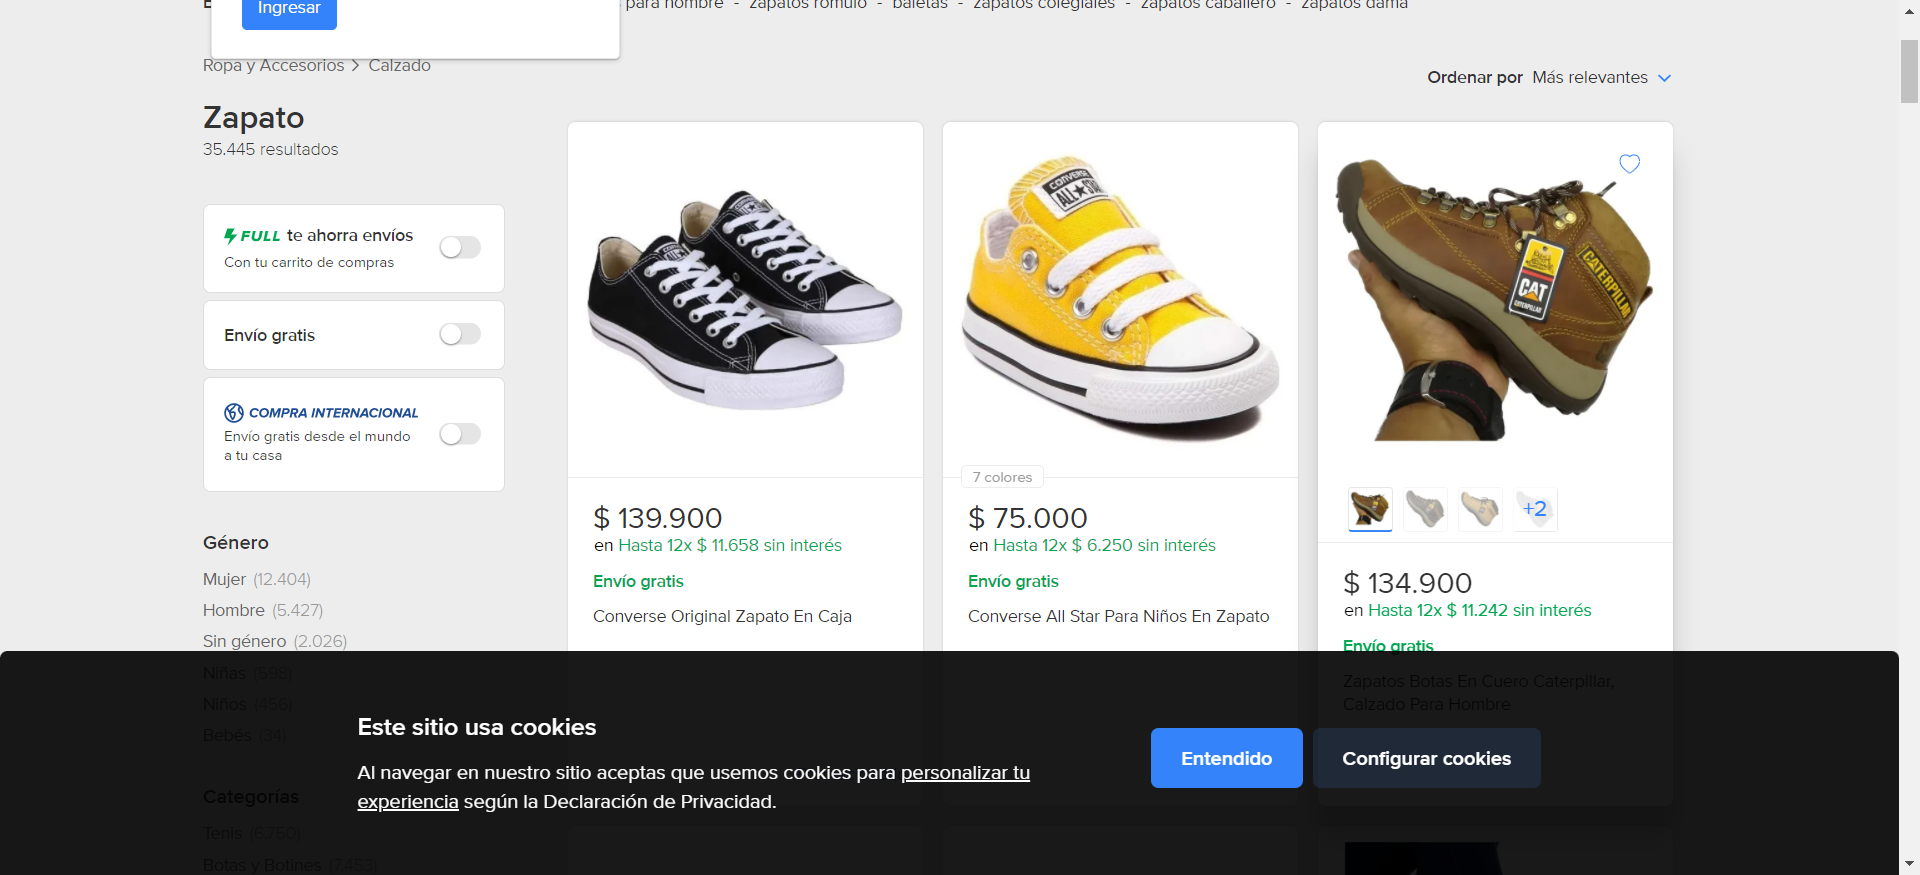 Ingresar
para hombre - zapatos romulo - baletas - zapatos colegiales - zapatos caballero - zapatos dama
Ropa y Accesorios > Calzado
Ordenar por Más relevantes
Zapato
35.445 resultados
FULL te ahorra envíos
Con tu carrito de compras
Envío gratis
COMPRA INTERNACIONAL
Envío gratis desde el mundo
a tu casa
Género
Mujer (12.404)
Hombre (5.427)
Sin género (2.026)
Niñas (598)
Niños (456)
Bebés (34)
Categorías
Tenis (6.750)
Botas y Botines (7.453)
CONVERSE
ALL STAR
7 colores
CATERPILLAR
CAT
CATERPILLAR
+2
$ 139.900
en Hasta 12x $ 11.658 sin interés
Envío gratis
Converse Original Zapato En Caja
$ 75.000
en Hasta 12x $ 6.250 sin interés
Envío gratis
Converse All Star Para Niños En Zapato
$ 134.900
en Hasta 12x $ 11.242 sin interés
Envío gratis
Zapatos Botas En Cuero Caterpillar,
Calzado Para Hombre
Este sitio usa cookies
Al navegar en nuestro sitio aceptas que usemos cookies para personalizar tu
experiencia según la Declaración de Privacidad.
Entendido
Configurar cookies